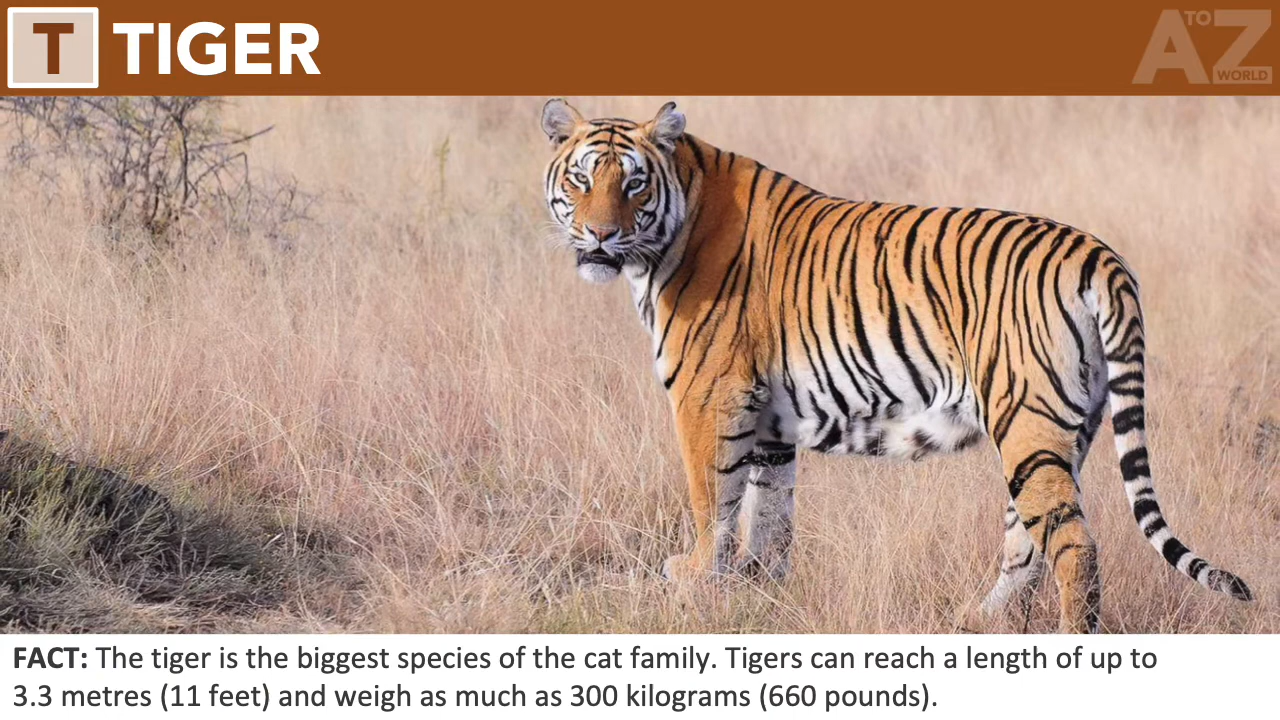 T TIGER
A TO Z
WORLD
FACT: The tiger is the biggest species of the cat family. Tigers can reach a length of up to
3.3 metres (11 feet) and weigh as much as 300 kilograms (660 pounds).